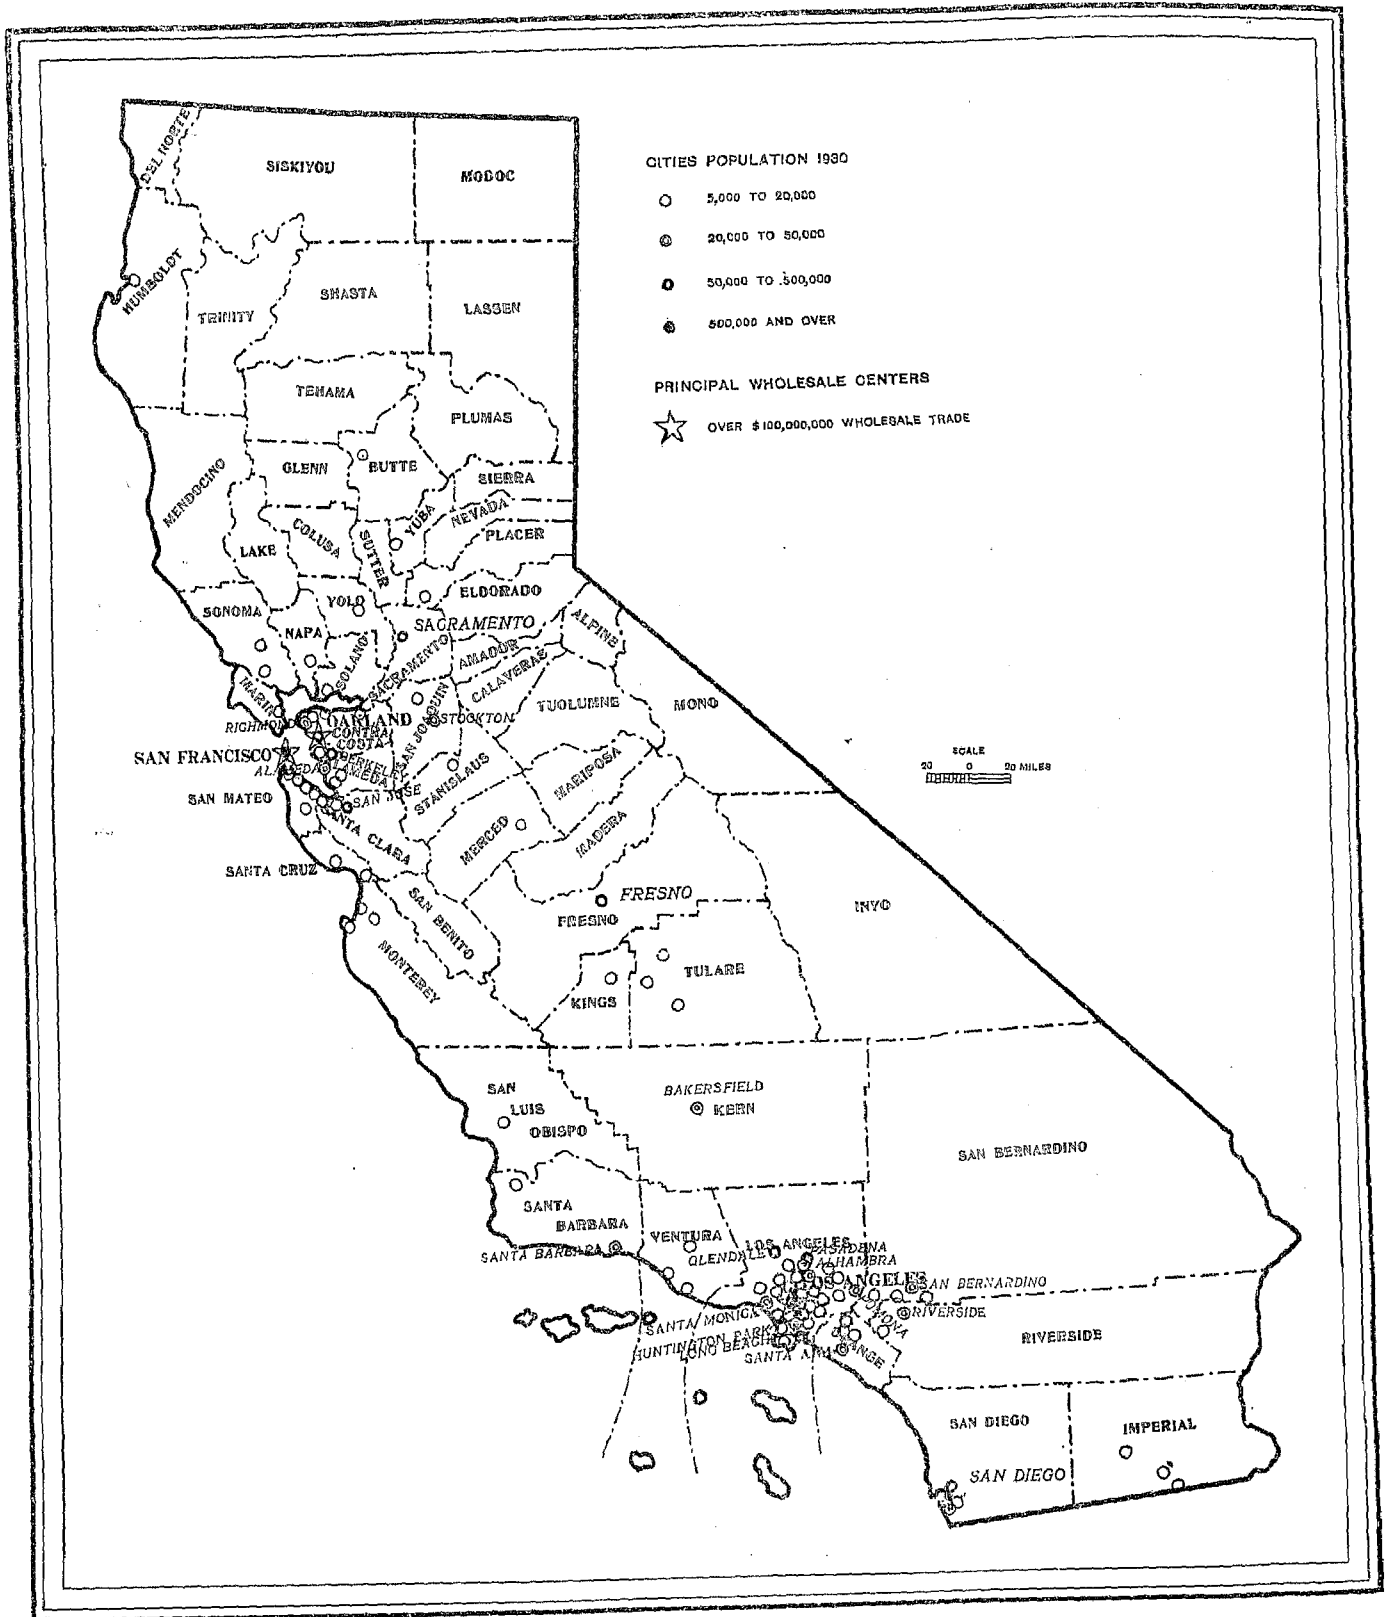 CITIES POPULATION 1930
5,000 TO 20,000
20,000 TO 50,000
50,000 TO 500,000
500,000 AND OVER
PRINCIPAL WHOLESALE CENTERS
OVER $100,000,000 WHOLESALE TRADE
DEL NORTE
SISKIYOU
MODOC
HUMBOLDT
TRINITY
SHASTA
LASSEN
TEHAMA
PLUMAS
MENDOCINO
GLENN
BUTTE
SIERRA
NEVADA
YUBA
PLACER
LAKE
COLUSA
SUTTER
ELDORADO
SONOMA
NAPA
YOLO
SOLANO
SACRAMENTO
SACRAMENTO
AMADOR
ALPINE
CALAVERAS
MARIN
RICHMOND
OAKLAND
CONTRA
COSTA
SAN JOAQUIN
STOCKTON
TUOLUMNE
MONO
SAN FRANCISCO
BERKELEY
ALAMEDA
ALAMEDA
SAN MATEO
SAN JOSE
STANISLAUS
MARIPOSA
SCALE
20 0 20 MILES
SANTA CLARA
MERCED
MADERA
SANTA CRUZ
SAN BENITO
FRESNO
FRESNO
INYO
MONTEREY
KINGS
TULARE
SAN
LUIS
OBISPO
BAKERSFIELD
KERN
SAN BERNARDINO
SANTA
BARBARA
SANTA BARBARA
VENTURA
LOS ANGELES
GLENDALE
PASADENA
ALHAMBRA
LOS ANGELES
SAN BERNARDINO
POMONA
RIVERSIDE
SANTA MONICA
HUNTINGTON PARK
LONG BEACH
SANTA ANA
ORANGE
RIVERSIDE
SAN DIEGO
IMPERIAL
SAN DIEGO